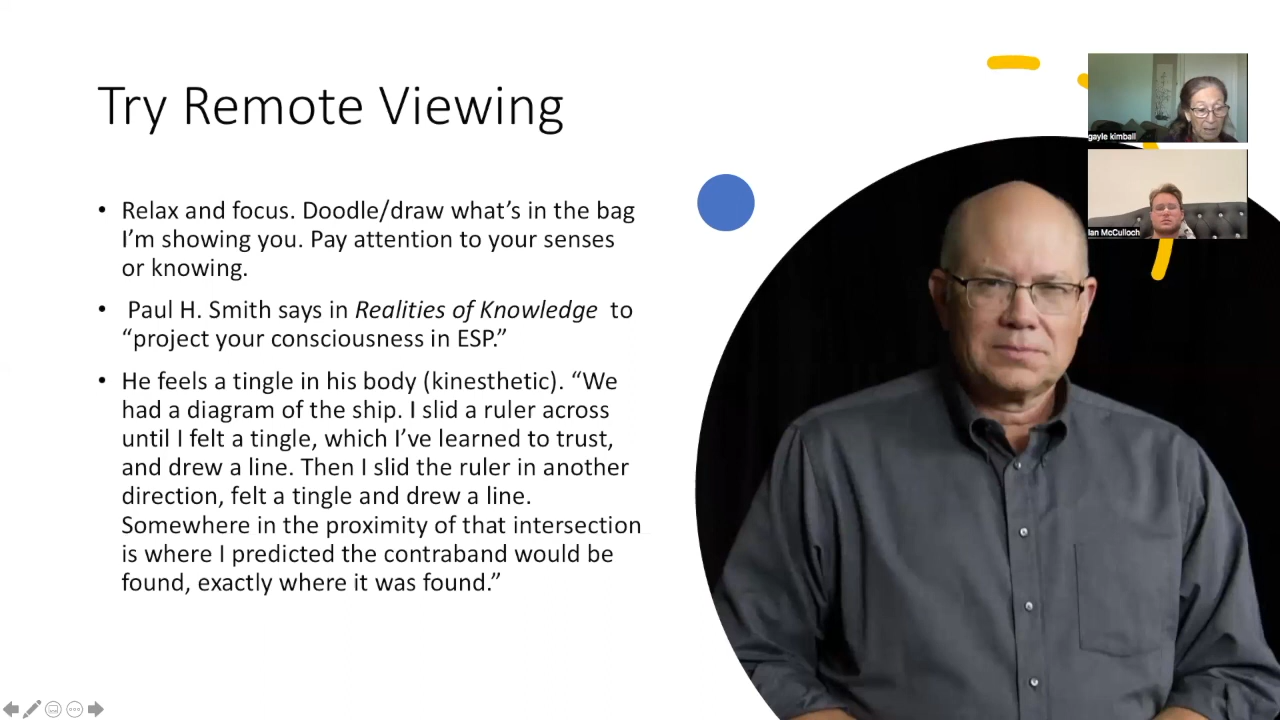 Try Remote Viewing
• Relax and focus. Doodle/draw what’s in the bag
I’m showing you. Pay attention to your senses
or knowing.
• Paul H. Smith says in Realities of Knowledge to
“project your consciousness in ESP.”
• He feels a tingle in his body (kinesthetic). “We
had a diagram of the ship. I slid a ruler across
until I felt a tingle, which I’ve learned to trust,
and drew a line. Then I slid the ruler in another
direction, felt a tingle and drew a line.
Somewhere in the proximity of that intersection
is where I predicted the contraband would be
found, exactly where it was found.”
gayle kimball
Ian McCulloch